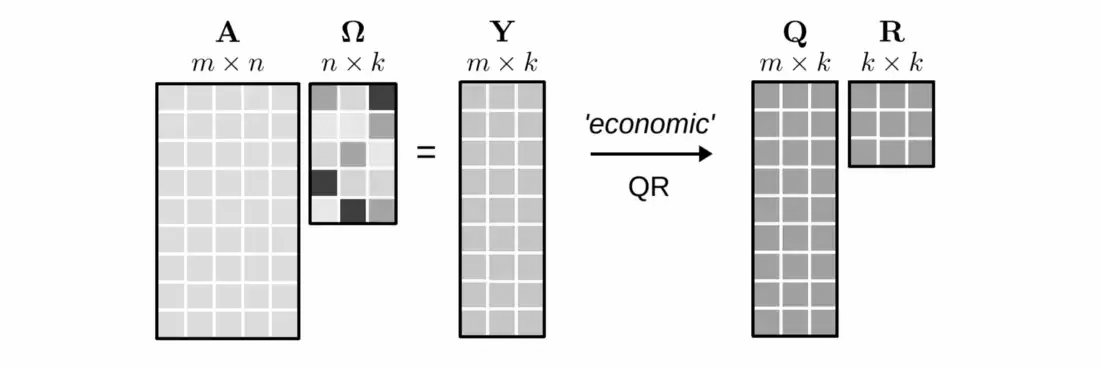 A Ω Y Q R
m × n n × k m × k m × k k × k
'economic'
=
QR